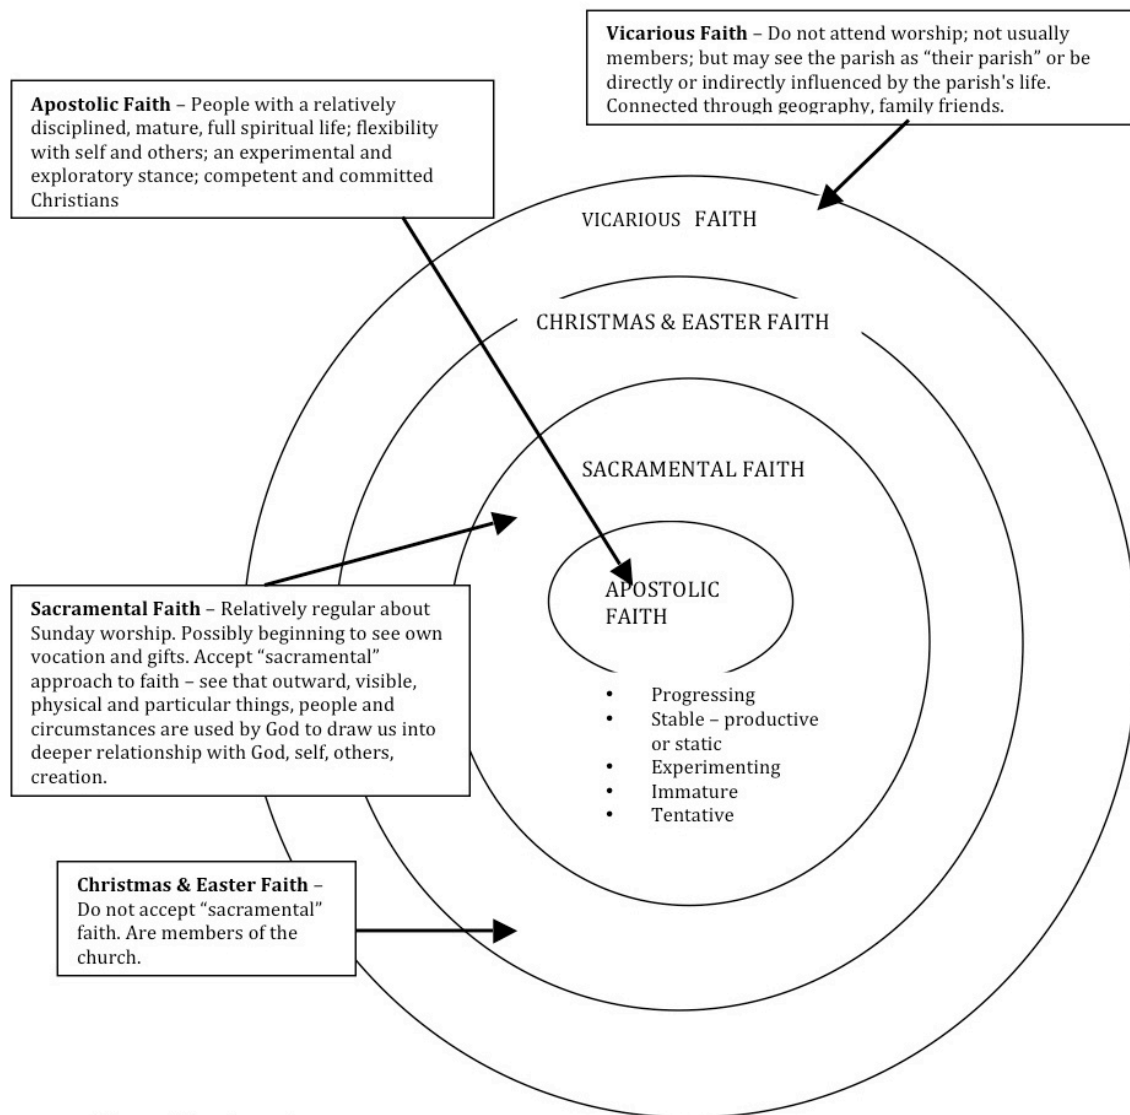 Vicarious Faith – Do not attend worship; not usually
members; but may see the parish as “their parish” or be
directly or indirectly influenced by the parish's life.
Connected through geography, family friends.
Apostolic Faith – People with a relatively
disciplined, mature, full spiritual life; flexibility
with self and others; an experimental and
exploratory stance; competent and committed
Christians
VICARIOUS FAITH
CHRISTMAS & EASTER FAITH
SACRAMENTAL FAITH
APOSTOLIC
FAITH
Sacramental Faith – Relatively regular about
Sunday worship. Possibly beginning to see own
vocation and gifts. Accept “sacramental”
approach to faith – see that outward, visible,
physical and particular things, people and
circumstances are used by God to draw us into
deeper relationship with God, self, others,
creation.
• Progressing
• Stable – productive
or static
• Experimenting
• Immature
• Tentative
Christmas & Easter Faith –
Do not accept “sacramental”
faith. Are members of the
church.